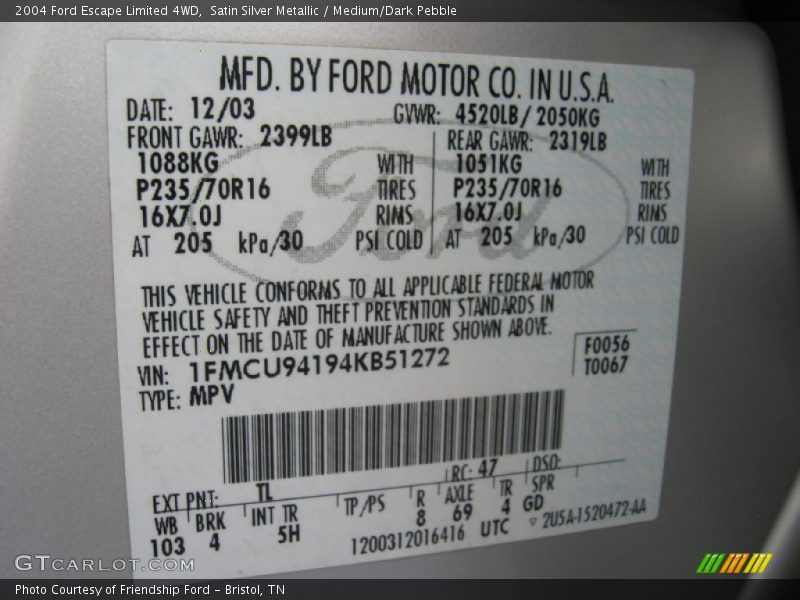 2004 Ford Escape Limited 4WD, Satin Silver Metallic / Medium/Dark Pebble
MFD. BY FORD MOTOR CO. IN U.S.A.
DATE: 12/03 GVWR: 4520LB/ 2050KG
FRONT GAWR: 2399LB REAR GAWR: 2319LB
1088KG WITH 1051KG WITH
P235/70R16 TIRES P235/70R16 TIRES
16X7.0J RIMS 16X7.0J RIMS
AT 205 kPa/30 PSI COLD AT 205 kPa/30 PSI COLD
Ford
THIS VEHICLE CONFORMS TO ALL APPLICABLE FEDERAL MOTOR
VEHICLE SAFETY AND THEFT PREVENTION STANDARDS IN
EFFECT ON THE DATE OF MANUFACTURE SHOWN ABOVE.
VIN: 1FMCU94194KB51272 F0056
TYPE: MPV T0067
EXT PNT: TL RC: 47 DSO:
WB BRK INT TR TP/PS R AXLE TR SPR
103 4 5H 8 69 4 GD
1200312016416 UTC ▽ 2U5A-1520472-AA
GTCARLOT.COM
Photo Courtesy of Friendship Ford - Bristol, TN